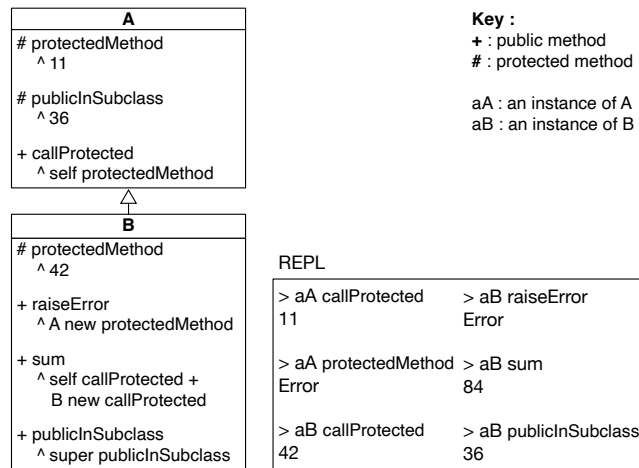 A
# protectedMethod
^ 11
# publicInSubclass
^ 36
+ callProtected
^ self protectedMethod
B
# protectedMethod
^ 42
+ raiseError
^ A new protectedMethod
+ sum
^ self callProtected +
B new callProtected
+ publicInSubclass
^ super publicInSubclass
Key :
+ : public method
# : protected method
aA : an instance of A
aB : an instance of B
REPL
> aA callProtected
11
> aA protectedMethod
Error
> aB callProtected
42
> aB raiseError
Error
> aB sum
84
> aB publicInSubclass
36